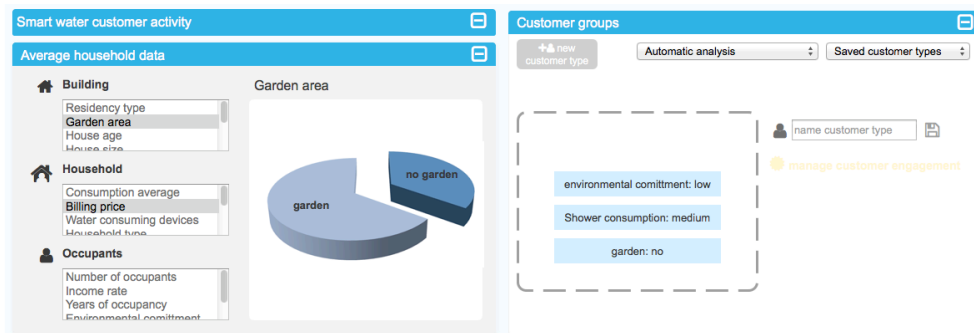 Smart water customer activity
Average household data
Building
Residency type
Garden area
House age
House size
Household
Consumption average
Billing price
Water consuming devices
Household type
Occupants
Number of occupants
Income rate
Years of occupancy
Environmental comittment
Garden area
garden
no garden
Customer groups
new
customer type
Automatic analysis
Saved customer types
environmental comittment: low
Shower consumption: medium
garden: no
name customer type
manage customer engagement